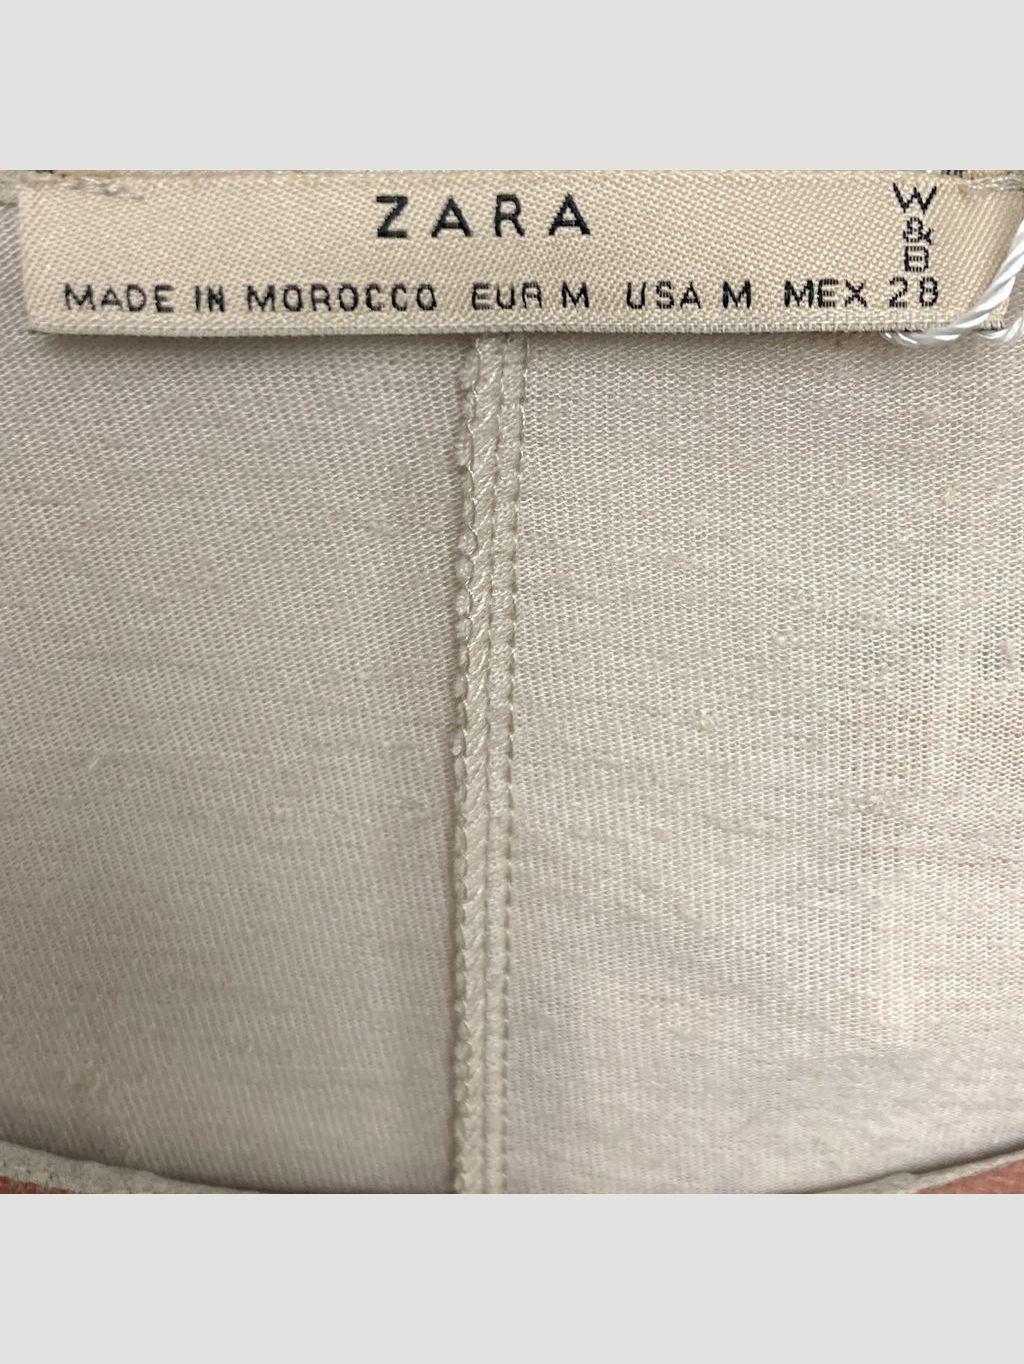 ZARA
W&B
MADE IN MOROCCO EUR M USA M MEX 28